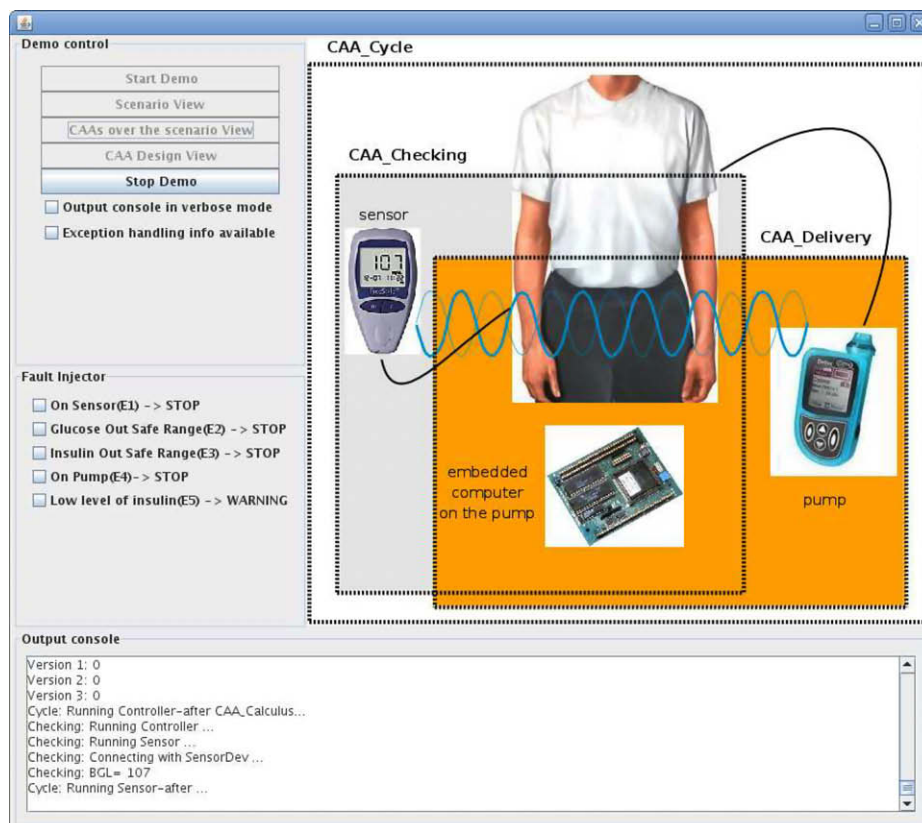 Demo control
Start Demo
Scenario View
CAAs over the scenario View
CAA Design View
Stop Demo
Output console in verbose mode
Exception handling info available
Fault Injector
On Sensor(E1) -> STOP
Glucose Out Safe Range(E2) -> STOP
Insulin Out Safe Range(E3) -> STOP
On Pump(E4)-> STOP
Low level of insulin(E5) -> WARNING
CAA_Cycle
CAA_Checking
sensor
107
CAA_Delivery
embedded
computer
on the pump
pump
Output console
Version 1: 0
Version 2: 0
Version 3: 0
Cycle: Running Controller-after CAA_Calculus...
Checking: Running Controller ...
Checking: Running Sensor ...
Checking: Connecting with SensorDev ...
Checking: BGL= 107
Cycle: Running Sensor-after ...